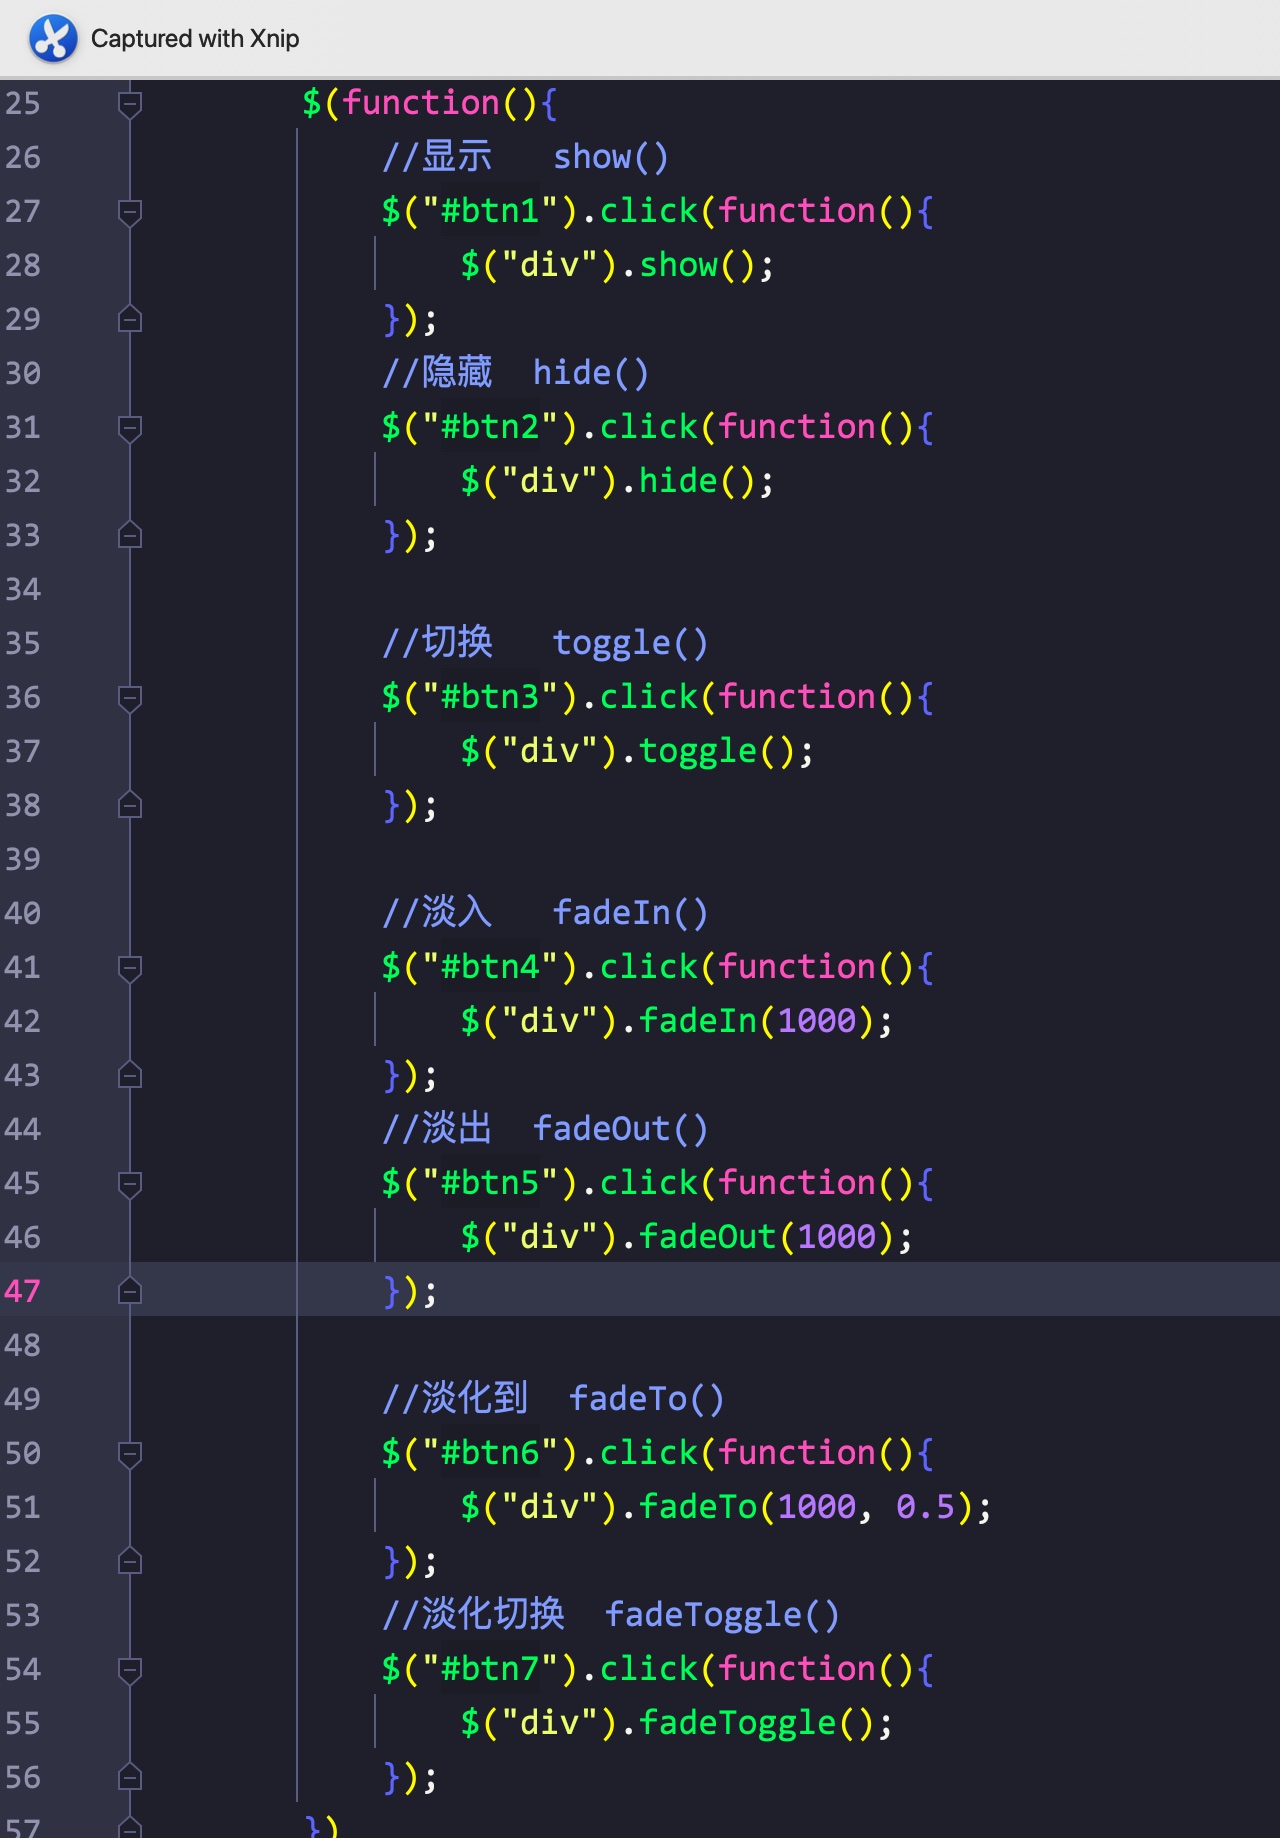 Captured with Xnip
25 $(function(){
26 //显示 show()
27 $("#btn1").click(function(){
28 $("div").show();
29 });
30 //隐藏 hide()
31 $("#btn2").click(function(){
32 $("div").hide();
33 });
34
35 //切换 toggle()
36 $("#btn3").click(function(){
37 $("div").toggle();
38 });
39
40 //淡入 fadeIn()
41 $("#btn4").click(function(){
42 $("div").fadeIn(1000);
43 });
44 //淡出 fadeOut()
45 $("#btn5").click(function(){
46 $("div").fadeOut(1000);
47 });
48
49 //淡化到 fadeTo()
50 $("#btn6").click(function(){
51 $("div").fadeTo(1000, 0.5);
52 });
53 //淡化切换 fadeToggle()
54 $("#btn7").click(function(){
55 $("div").fadeToggle();
56 });
57 })